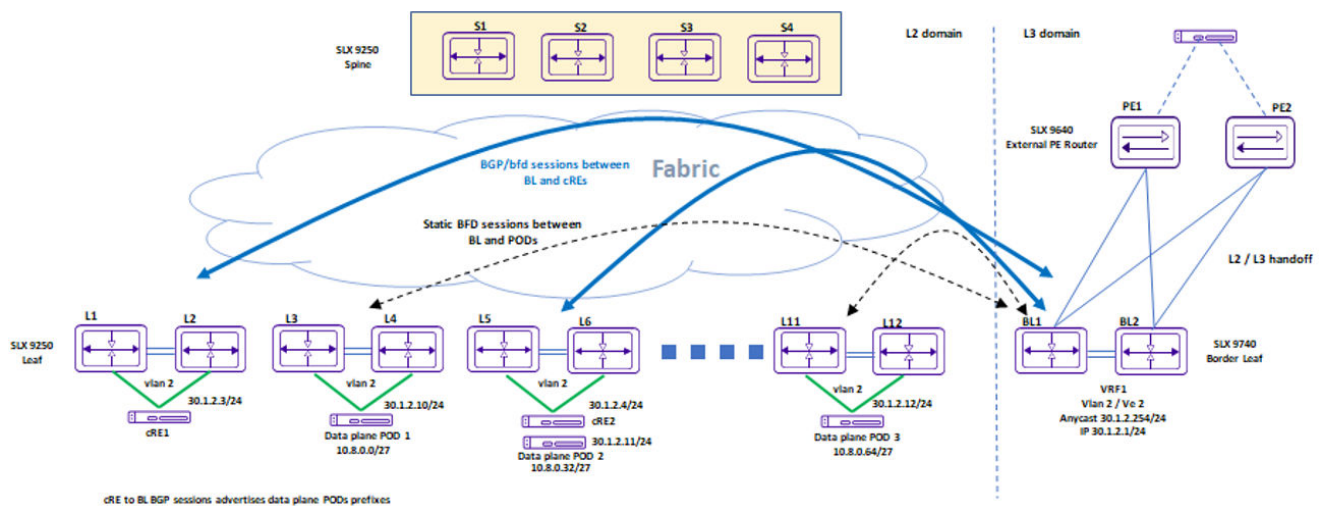 S1
S2
S3
S4
SLX 9250
Spine
L2 domain
L3 domain
PE1
PE2
SLX 9640
External PE Router
BGP/bfd sessions between
BL and cREs
Fabric
Static BFD sessions between
BL and PODs
L2 / L3 handoff
L1
L2
L3
L4
L5
L6
L11
L12
BL1
BL2
SLX 9250
Leaf
SLX 9740
Border Leaf
vlan 2
30.1.2.3/24
cRE1
vlan 2
30.1.2.10/24
Data plane POD 1
10.8.0.0/27
vlan 2
30.1.2.4/24
cRE2
30.1.2.11/24
Data plane POD 2
10.8.0.32/27
vlan 2
30.1.2.12/24
Data plane POD 3
10.8.0.64/27
VRF1
Vlan 2 / Ve 2
Anycast 30.1.2.254/24
IP 30.1.2.1/24
cRE to BL BGP sessions advertises data plane PODs prefixes